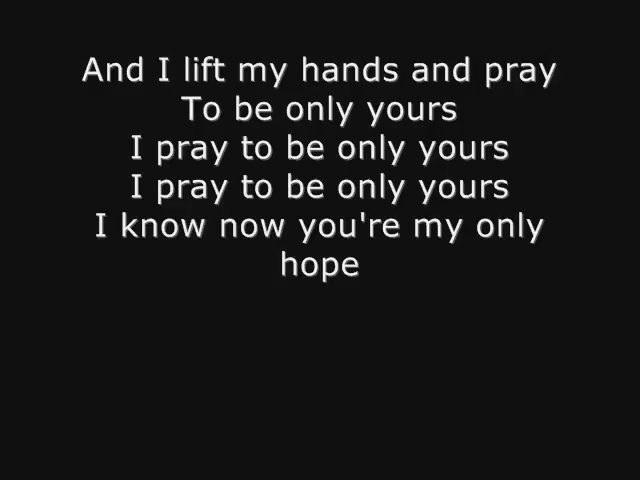 And I lift my hands and pray
To be only yours
I pray to be only yours
I pray to be only yours
I know now you're my only
hope